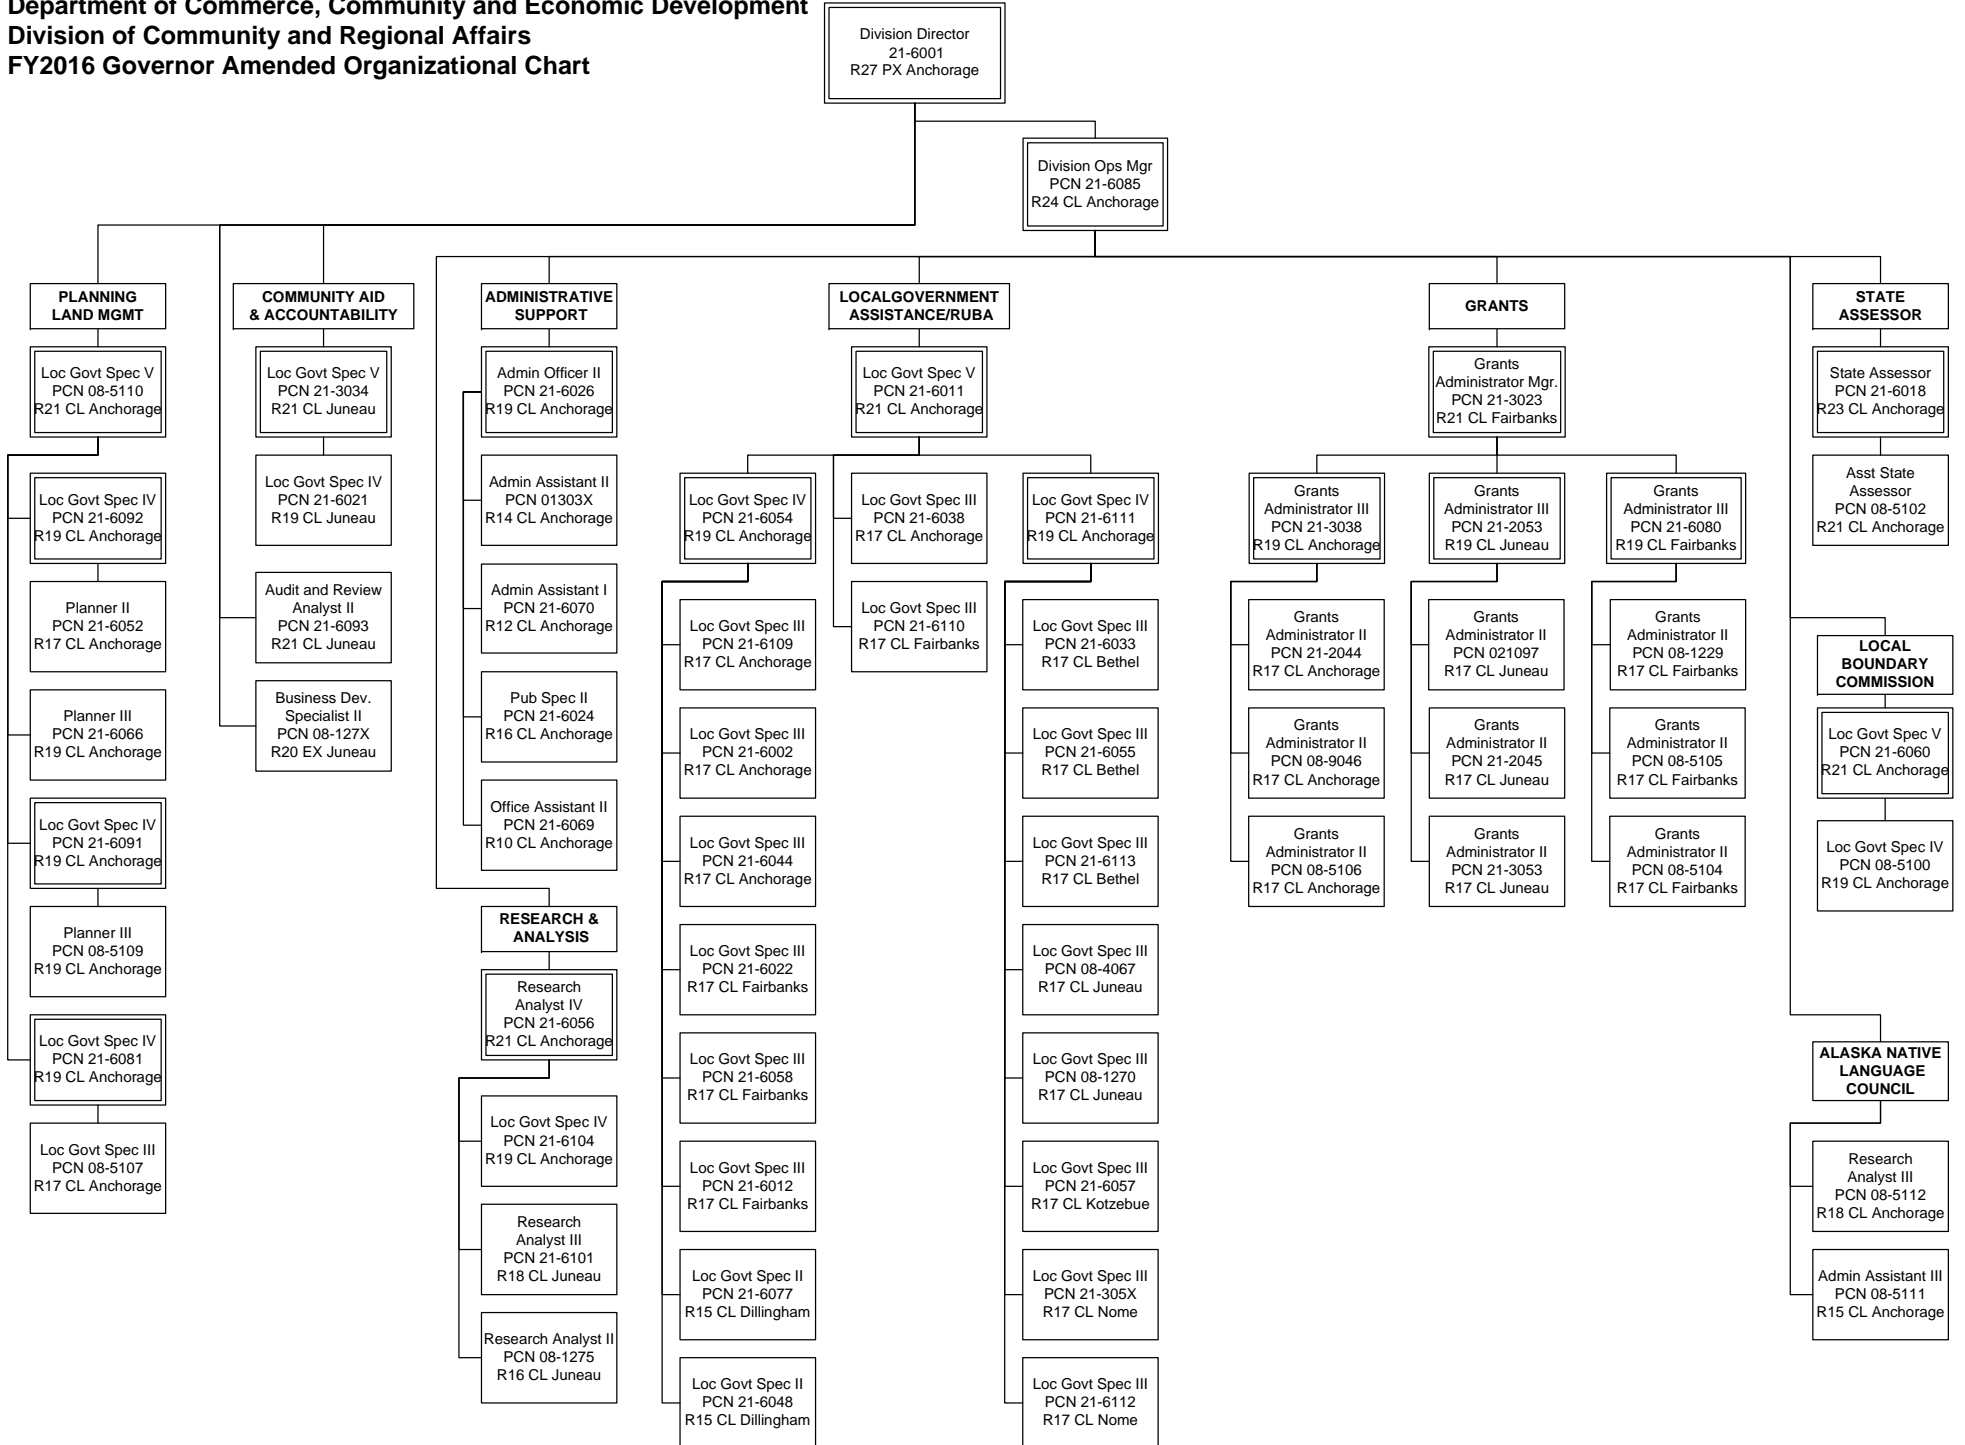 Department of Commerce, Community and Economic Development
Division of Community and Regional Affairs
FY2016 Governor Amended Organizational Chart
Division Director
21-6001
R27 PX Anchorage
Division Ops Mgr
PCN 21-6085
R24 CL Anchorage
PLANNING
LAND MGMT
Loc Govt Spec V
PCN 08-5110
R21 CL Anchorage
Loc Govt Spec IV
PCN 21-6092
R19 CL Anchorage
Planner II
PCN 21-6052
R17 CL Anchorage
Planner III
PCN 21-6066
R19 CL Anchorage
Loc Govt Spec IV
PCN 21-6091
R19 CL Anchorage
Planner III
PCN 08-5109
R19 CL Anchorage
Loc Govt Spec IV
PCN 21-6081
R19 CL Anchorage
Loc Govt Spec III
PCN 08-5107
R17 CL Anchorage
COMMUNITY AID
& ACCOUNTABILITY
Loc Govt Spec V
PCN 21-3034
R21 CL Juneau
Loc Govt Spec IV
PCN 21-6021
R19 CL Juneau
Audit and Review
Analyst II
PCN 21-6093
R21 CL Juneau
Business Dev.
Specialist II
PCN 08-127X
R20 EX Juneau
ADMINISTRATIVE
SUPPORT
Admin Officer II
PCN 21-6026
R19 CL Anchorage
Admin Assistant II
PCN 01303X
R14 CL Anchorage
Admin Assistant I
PCN 21-6070
R12 CL Anchorage
Pub Spec II
PCN 21-6024
R16 CL Anchorage
Office Assistant II
PCN 21-6069
R10 CL Anchorage
RESEARCH &
ANALYSIS
Research
Analyst IV
PCN 21-6056
R21 CL Anchorage
Loc Govt Spec IV
PCN 21-6104
R19 CL Anchorage
Research
Analyst III
PCN 21-6101
R18 CL Juneau
Research Analyst II
PCN 08-1275
R16 CL Juneau
LOCALGOVERNMENT
ASSISTANCE/RUBA
Loc Govt Spec V
PCN 21-6011
R21 CL Anchorage
Loc Govt Spec IV
PCN 21-6054
R19 CL Anchorage
Loc Govt Spec III
PCN 21-6109
R17 CL Anchorage
Loc Govt Spec III
PCN 21-6002
R17 CL Anchorage
Loc Govt Spec III
PCN 21-6044
R17 CL Anchorage
Loc Govt Spec III
PCN 21-6022
R17 CL Fairbanks
Loc Govt Spec III
PCN 21-6058
R17 CL Fairbanks
Loc Govt Spec III
PCN 21-6012
R17 CL Fairbanks
Loc Govt Spec II
PCN 21-6077
R15 CL Dillingham
Loc Govt Spec II
PCN 21-6048
R15 CL Dillingham
Loc Govt Spec III
PCN 21-6038
R17 CL Anchorage
Loc Govt Spec III
PCN 21-6110
R17 CL Fairbanks
Loc Govt Spec IV
PCN 21-6111
R19 CL Anchorage
Loc Govt Spec III
PCN 21-6033
R17 CL Bethel
Loc Govt Spec III
PCN 21-6055
R17 CL Bethel
Loc Govt Spec III
PCN 21-6113
R17 CL Bethel
Loc Govt Spec III
PCN 08-4067
R17 CL Juneau
Loc Govt Spec III
PCN 08-1270
R17 CL Juneau
Loc Govt Spec III
PCN 21-6057
R17 CL Kotzebue
Loc Govt Spec III
PCN 21-305X
R17 CL Nome
Loc Govt Spec III
PCN 21-6112
R17 CL Nome
GRANTS
Grants
Administrator Mgr.
PCN 21-3023
R21 CL Fairbanks
Grants
Administrator III
PCN 21-3038
R19 CL Anchorage
Grants
Administrator II
PCN 21-2044
R17 CL Anchorage
Grants
Administrator II
PCN 08-9046
R17 CL Anchorage
Grants
Administrator II
PCN 08-5106
R17 CL Anchorage
Grants
Administrator III
PCN 21-2053
R19 CL Juneau
Grants
Administrator II
PCN 021097
R17 CL Juneau
Grants
Administrator II
PCN 21-2045
R17 CL Juneau
Grants
Administrator II
PCN 21-3053
R17 CL Juneau
Grants
Administrator III
PCN 21-6080
R19 CL Fairbanks
Grants
Administrator II
PCN 08-1229
R17 CL Fairbanks
Grants
Administrator II
PCN 08-5105
R17 CL Fairbanks
Grants
Administrator II
PCN 08-5104
R17 CL Fairbanks
STATE
ASSESSOR
State Assessor
PCN 21-6018
R23 CL Anchorage
Asst State
Assessor
PCN 08-5102
R21 CL Anchorage
LOCAL
BOUNDARY
COMMISSION
Loc Govt Spec V
PCN 21-6060
R21 CL Anchorage
Loc Govt Spec IV
PCN 08-5100
R19 CL Anchorage
ALASKA NATIVE
LANGUAGE
COUNCIL
Research
Analyst III
PCN 08-5112
R18 CL Anchorage
Admin Assistant III
PCN 08-5111
R15 CL Anchorage